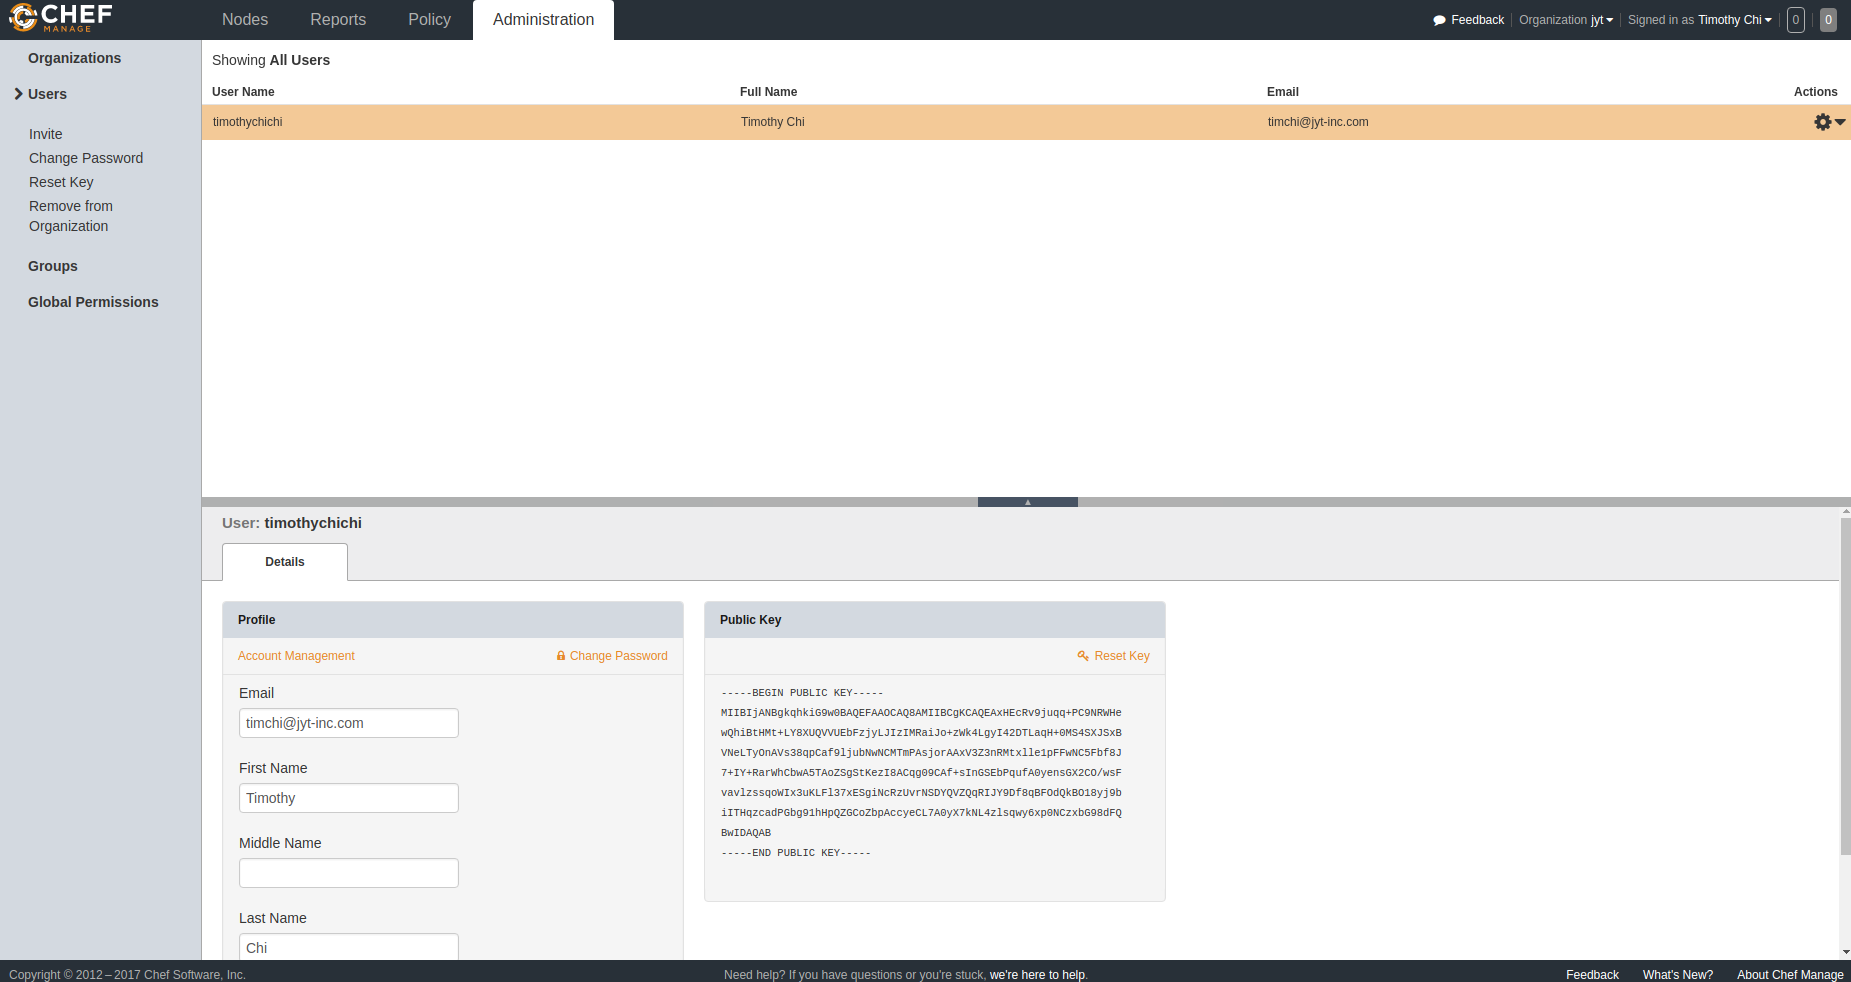 CHEF
MANAGE
Nodes Reports Policy Administration
Feedback Organization jyt Signed in as Timothy Chi 0 0
Organizations
Users
Invite
Change Password
Reset Key
Remove from
Organization
Groups
Global Permissions
Showing All Users
User Name Full Name Email Actions
timothychichi Timothy Chi timchi@jyt-inc.com
User: timothychichi
Details
Profile
Account Management Change Password
Email
timchi@jyt-inc.com
First Name
Timothy
Middle Name
Last Name
Chi
Public Key
Reset Key
-----BEGIN PUBLIC KEY-----
MIIBIjANBgkqhkiG9w0BAQEFAAOCAQ8AMIIBCgKCAQEAxHEcRv9juqq+PC9NRWHe
wQhiBtHMt+LY8XUQVVUEbFzjyLJIzIMRaiJo+zWk4LgyI42DTLaqH+0MS4SXJSxB
VNeLTyOnAVs38qpCaf9ljubNwNCMTmPAsjorAAxV3Z3nRMtxlle1pFFwNC5Fbf8J
7+IY+RarWhCbwA5TAoZSgStKezI8ACqg09CAf+sInGSEbPqufA0yensGX2CO/wsF
vavlzssqoWIx3uKLFl37xESgiNcRzUvrNSDYQVZQqRIJY9Df8qBFOdQkBO18yj9b
iITHqzcadPGbg91hHpQZGCoZbpAccyeCL7A0yX7kNL4zlsqwy6xp0NCzxbG98dFQ
BwIDAQAB
-----END PUBLIC KEY-----
Copyright © 2012 – 2017 Chef Software, Inc. Need help? If you have questions or you're stuck, we're here to help. Feedback What's New? About Chef Manage